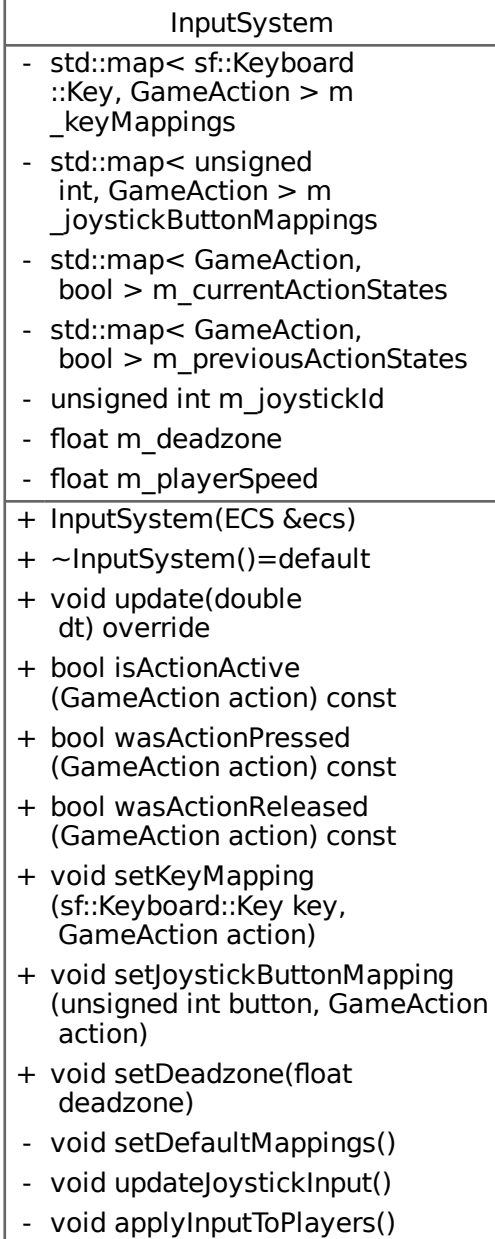 InputSystem
- std::map< sf::Keyboard
::Key, GameAction > m
_keyMappings
- std::map< unsigned
int, GameAction > m
_joystickButtonMappings
- std::map< GameAction,
bool > m_currentActionStates
- std::map< GameAction,
bool > m_previousActionStates
- unsigned int m_joystickId
- float m_deadzone
- float m_playerSpeed
+ InputSystem(ECS &ecs)
+ ~InputSystem()=default
+ void update(double
dt) override
+ bool isActionActive
(GameAction action) const
+ bool wasActionPressed
(GameAction action) const
+ bool wasActionReleased
(GameAction action) const
+ void setKeyMapping
(sf::Keyboard::Key key,
GameAction action)
+ void setJoystickButtonMapping
(unsigned int button, GameAction
action)
+ void setDeadzone(float
deadzone)
- void setDefaultMappings()
- void updateJoystickInput()
- void applyInputToPlayers()